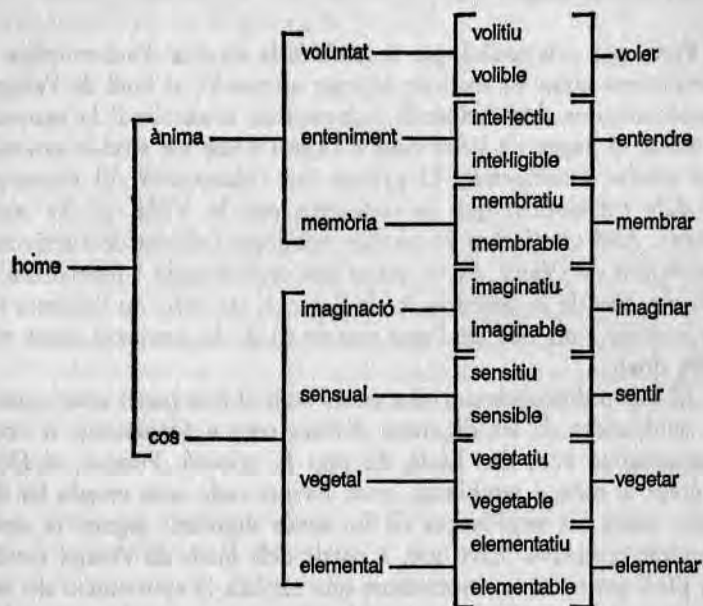 home
ànima
voluntat
volitiu
volible
voler
enteniment
intel·lectiu
intel·ligible
entendre
memòria
membratiu
membrable
membrar
cos
imaginació
imaginatiu
imaginable
imaginar
sensual
sensitiu
sensible
sentir
vegetal
vegetatiu
vegetable
vegetar
elemental
elementatiu
elementable
elementar